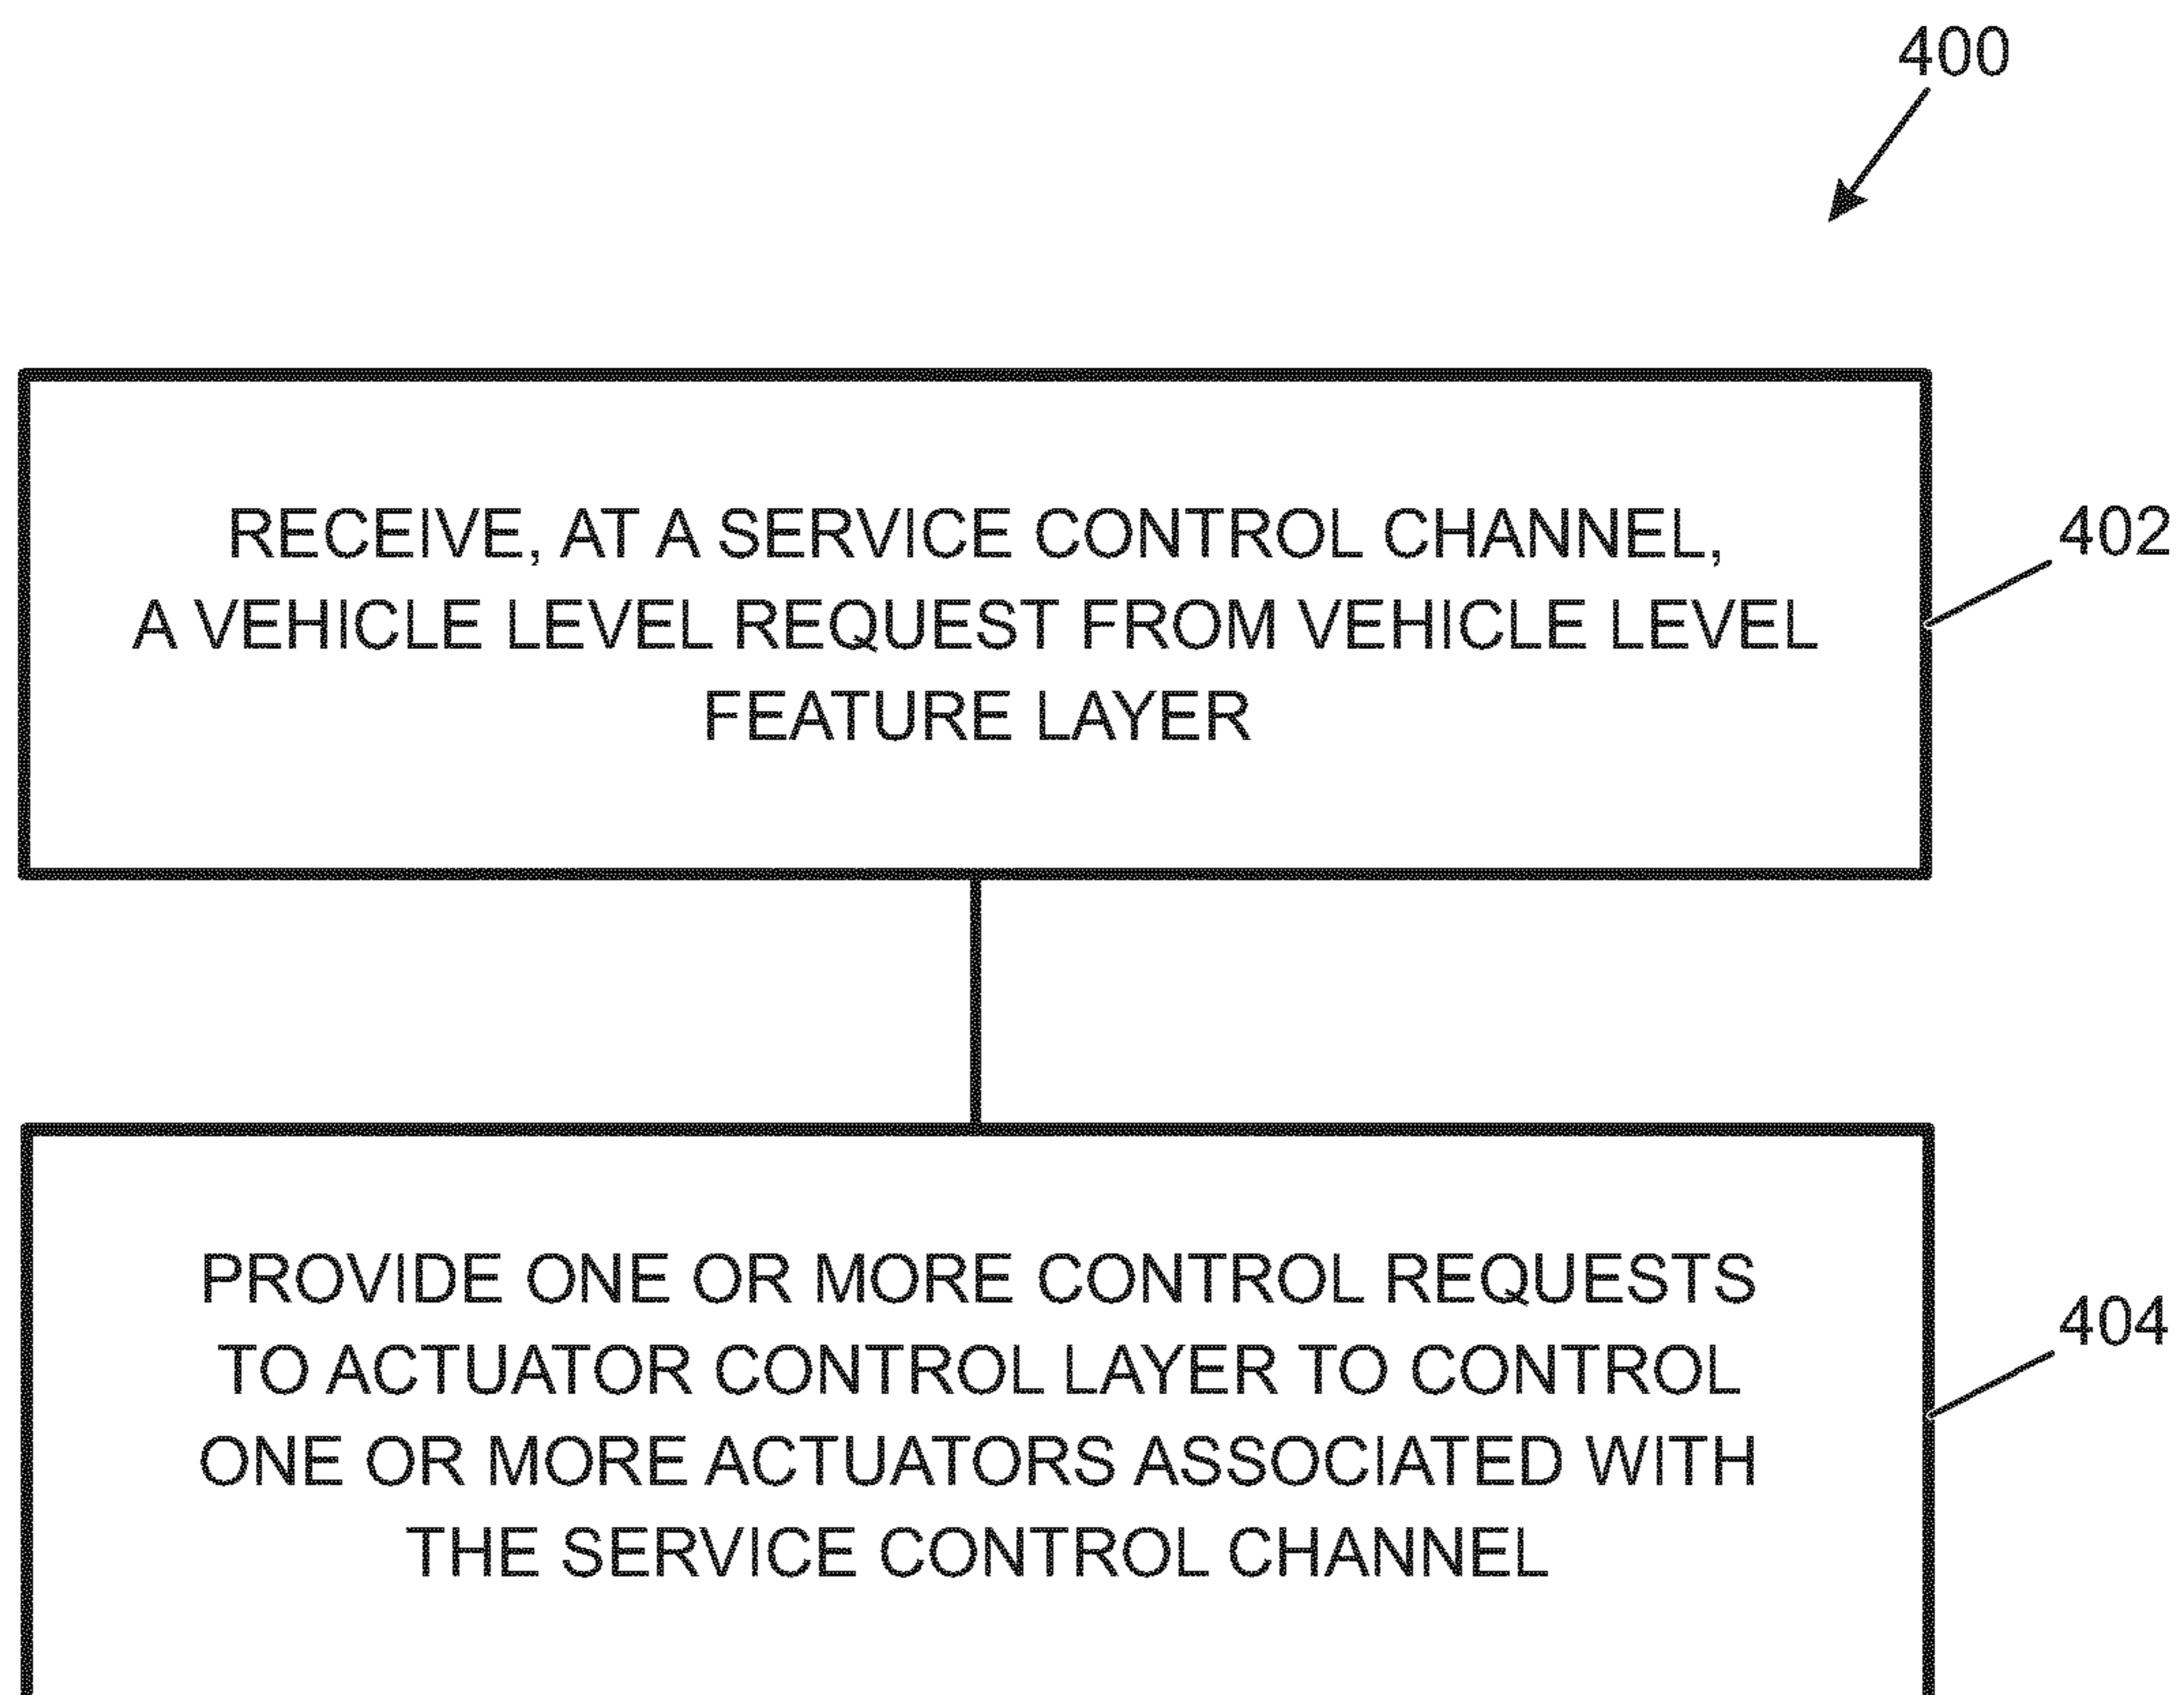 400
RECEIVE, AT A SERVICE CONTROL CHANNEL,
A VEHICLE LEVEL REQUEST FROM VEHICLE LEVEL
FEATURE LAYER
402
PROVIDE ONE OR MORE CONTROL REQUESTS
TO ACTUATOR CONTROL LAYER TO CONTROL
ONE OR MORE ACTUATORS ASSOCIATED WITH
THE SERVICE CONTROL CHANNEL
404